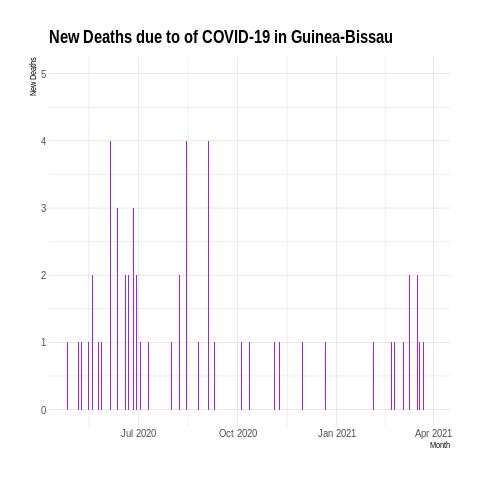 New Deaths due to of COVID-19 in Guinea-Bissau
New Deaths
5
4
3
2
1
0
Jul 2020 Oct 2020 Jan 2021 Apr 2021
Month